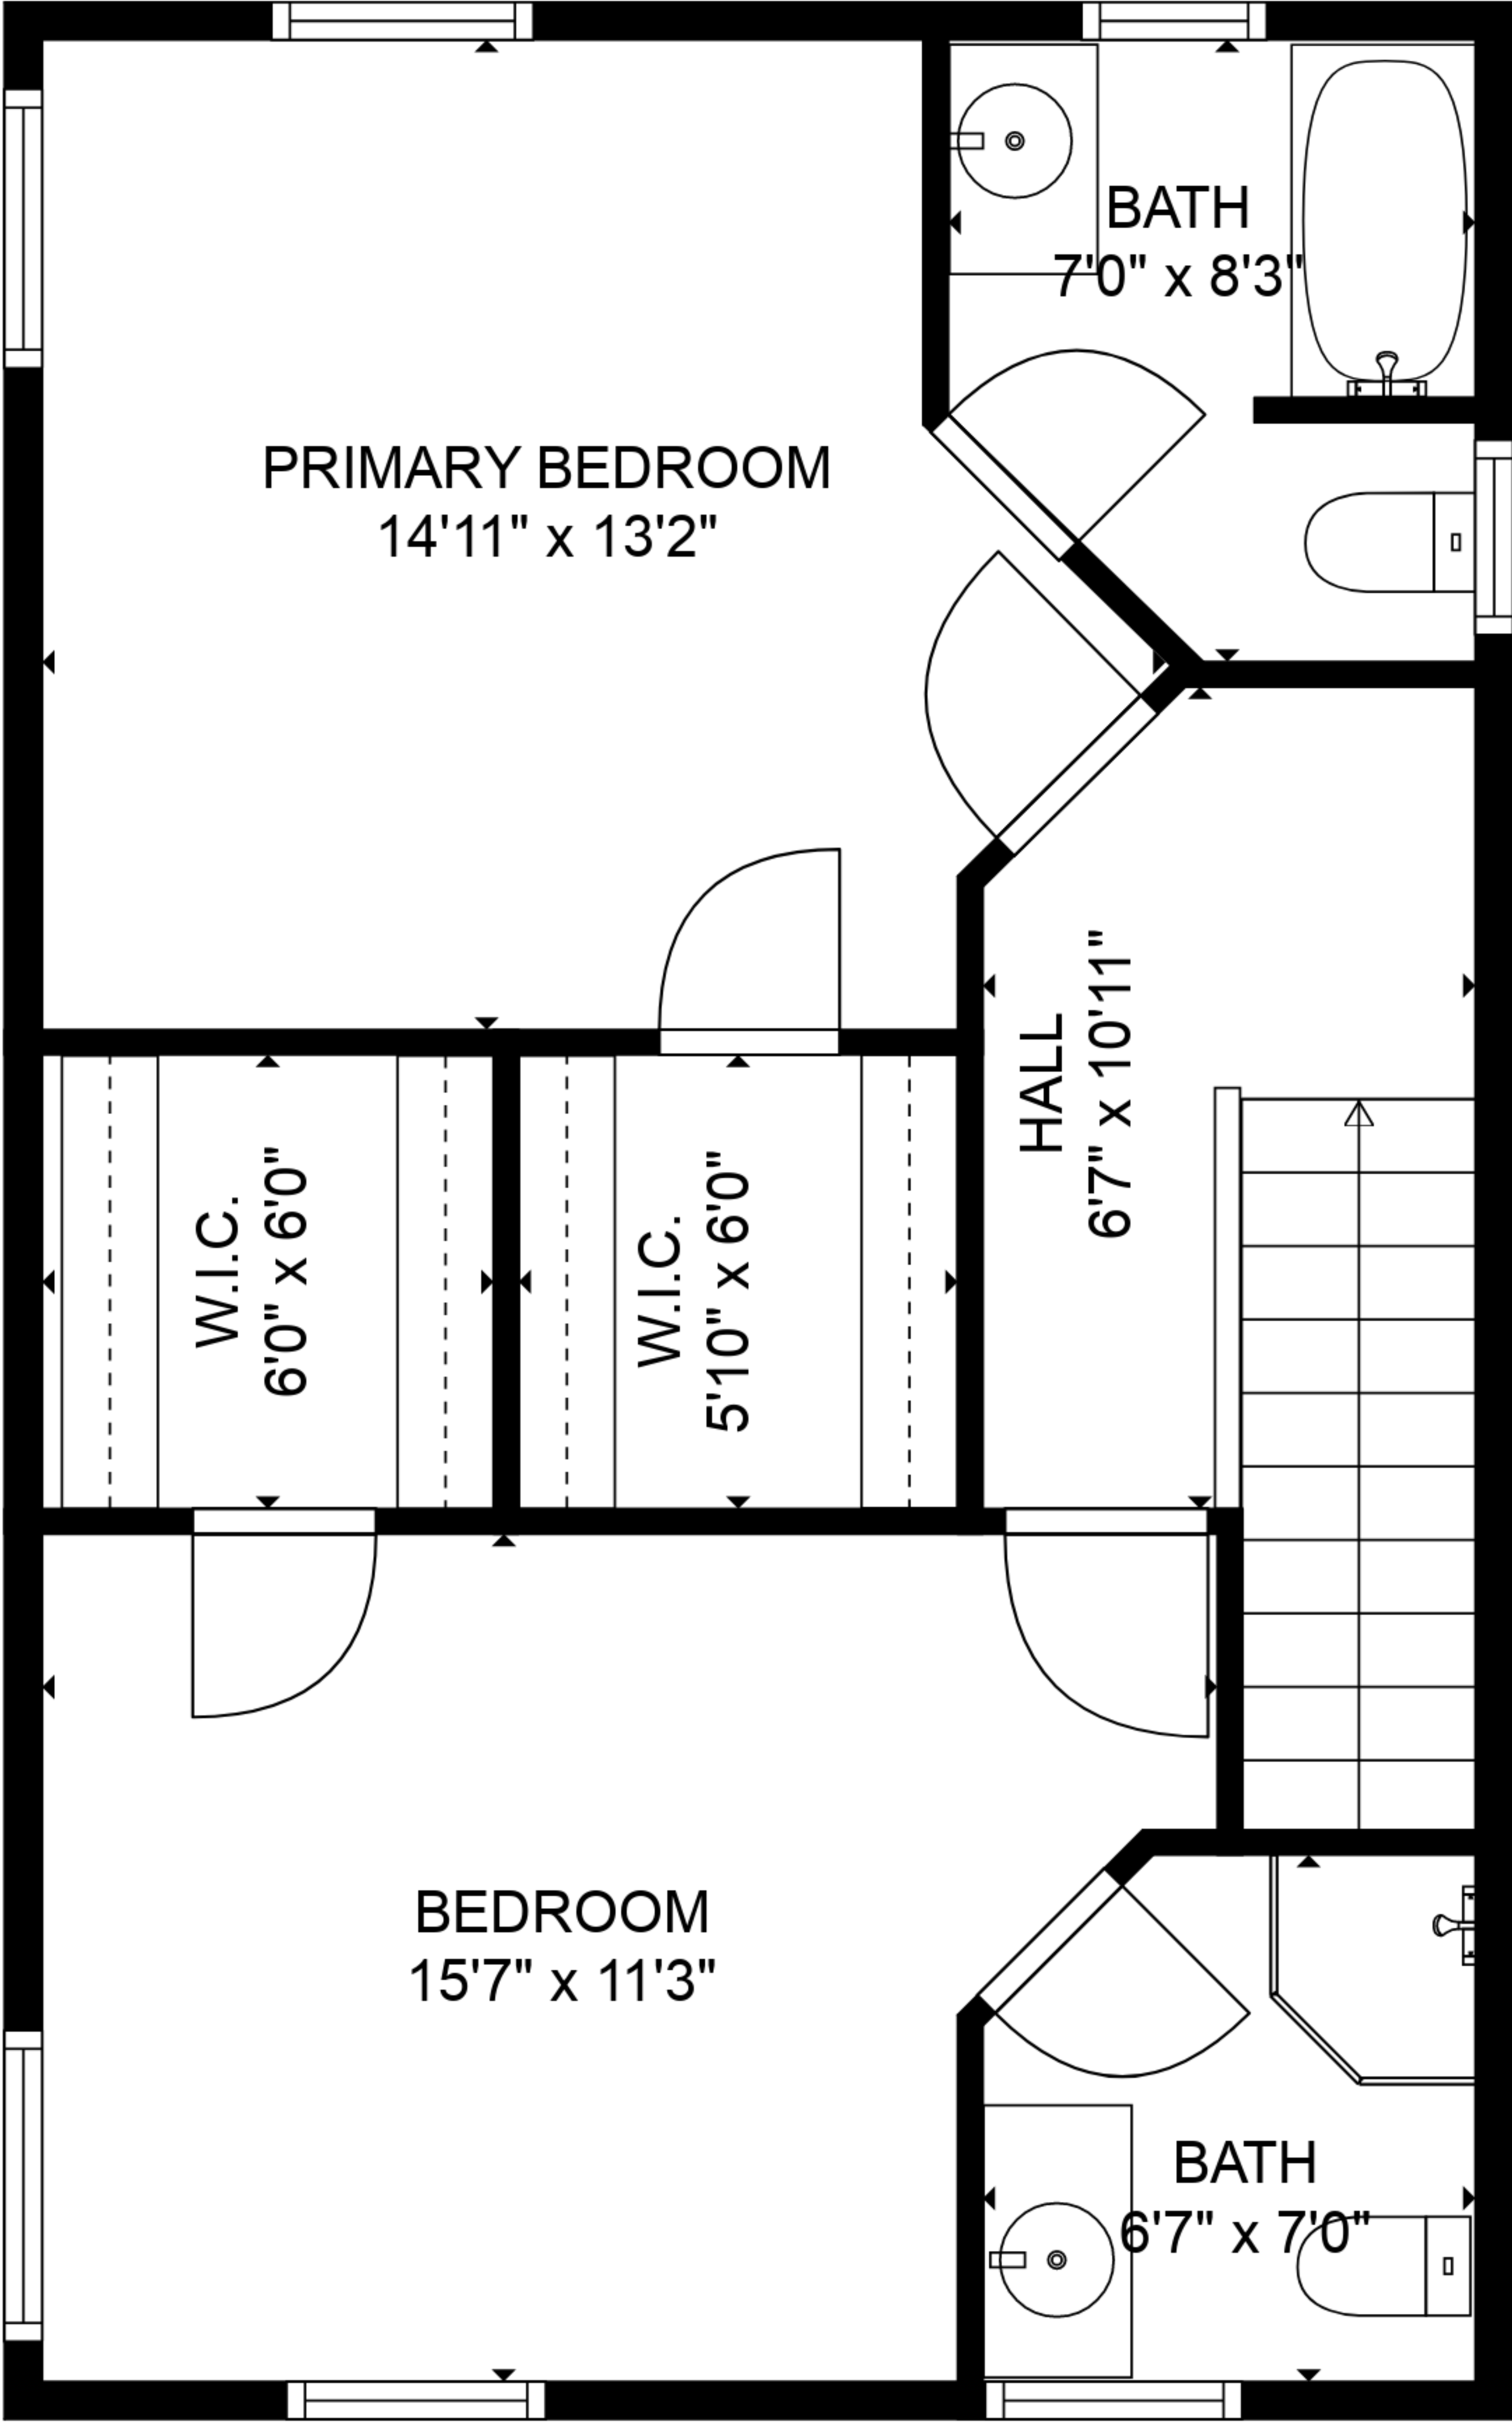 BATH
7'0" x 8'3"
PRIMARY BEDROOM
14'11" x 13'2"
HALL
6'7" x 10'11"
W.I.C.
6'0" x 6'0"
W.I.C.
5'10" x 6'0"
BEDROOM
15'7" x 11'3"
BATH
6'7" x 7'0"